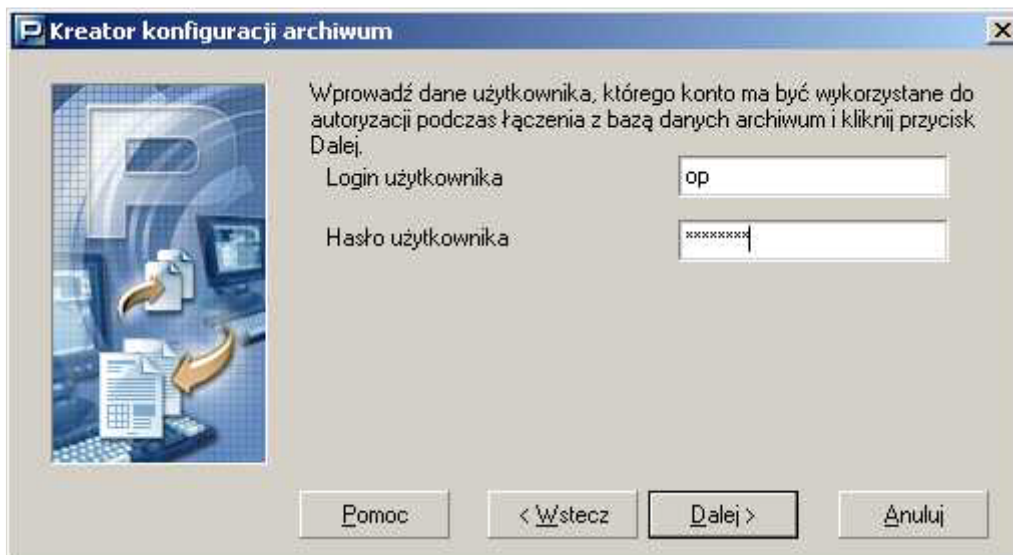 Kreator konfiguracji archiwum
Wprowadź dane użytkownika, którego konto ma być wykorzystane do
autoryzacji podczas łączenia z bazą danych archiwum i kliknij przycisk
Dalej.
Login użytkownika op
Hasło użytkownika ********
Pomoc < Wstecz Dalej > Anuluj